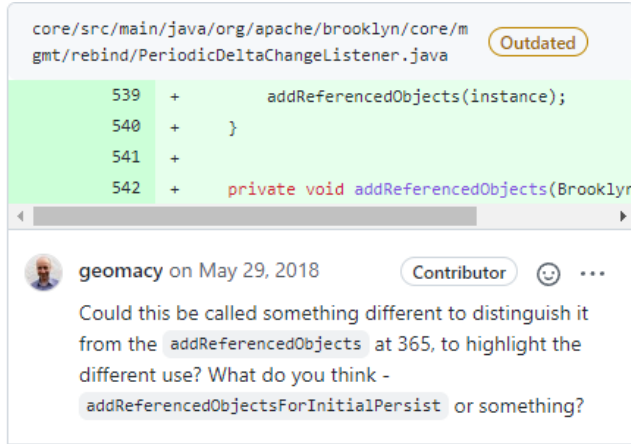 core/src/main/java/org/apache/brooklyn/core/m
gmt/rebind/PeriodicDeltaChangeListener.java
Outdated
539 + addReferencedObjects(instance);
540 + }
541 +
542 + private void addReferencedObjects(Brooklyn
geomacy on May 29, 2018 Contributor
Could this be called something different to distinguish it
from the addReferencedObjects at 365, to highlight the
different use? What do you think -
addReferencedObjectsForInitialPersist or something?